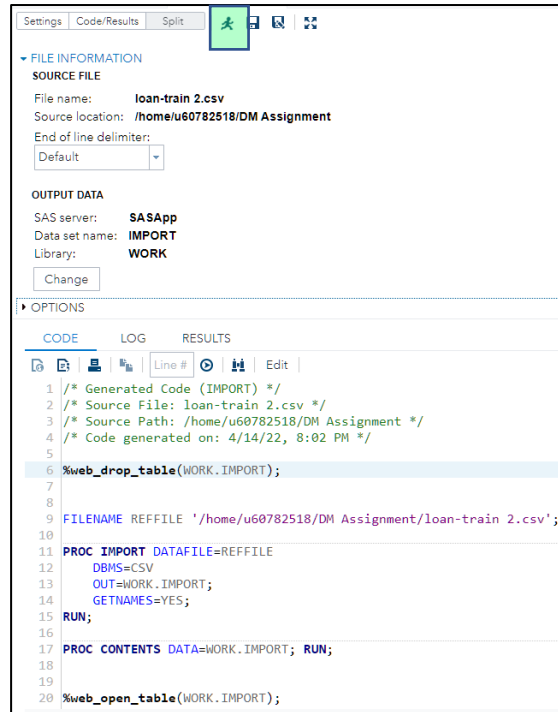 Settings Code/Results Split
FILE INFORMATION
SOURCE FILE
File name: loan-train 2.csv
Source location: /home/u60782518/DM Assignment
End of line delimiter:
Default
OUTPUT DATA
SAS server: SASApp
Data set name: IMPORT
Library: WORK
Change
OPTIONS
CODE LOG RESULTS
Line # Edit
1 /* Generated Code (IMPORT) */
2 /* Source File: loan-train 2.csv */
3 /* Source Path: /home/u60782518/DM Assignment */
4 /* Code generated on: 4/14/22, 8:02 PM */
5
6 %web_drop_table(WORK.IMPORT);
7
8
9 FILENAME REFFILE '/home/u60782518/DM Assignment/loan-train 2.csv';
10
11 PROC IMPORT DATAFILE=REFFILE
12 DBMS=CSV
13 OUT=WORK.IMPORT;
14 GETNAMES=YES;
15 RUN;
16
17 PROC CONTENTS DATA=WORK.IMPORT; RUN;
18
19
20 %web_open_table(WORK.IMPORT);